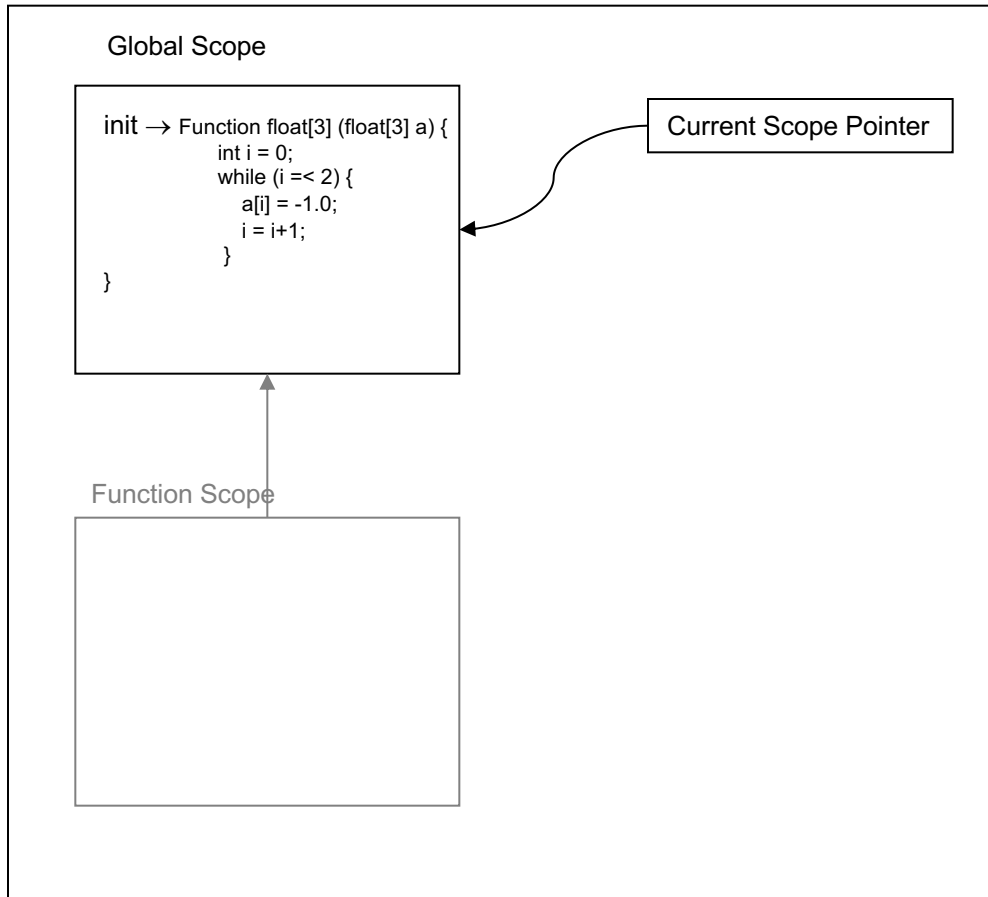 Global Scope
init → Function float[3] (float[3] a) {
int i = 0;
while (i =< 2) {
a[i] = -1.0;
i = i+1;
}
}
Current Scope Pointer
Function Scope